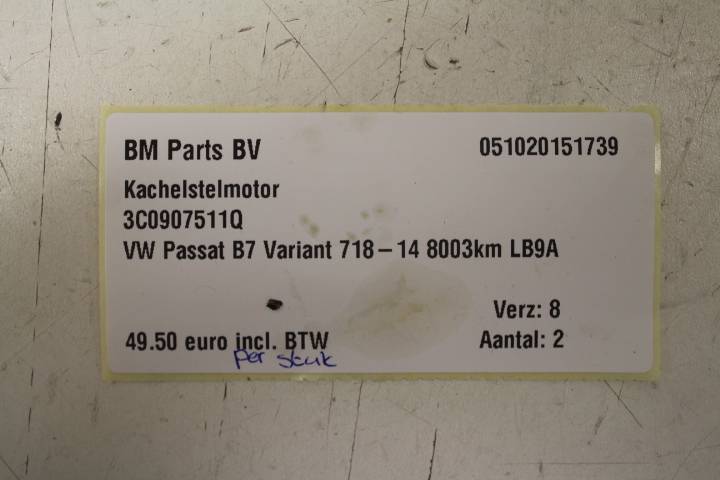 BM Parts BV 051020151739
Kachelstelmotor
3C0907511Q
VW Passat B7 Variant 718-14 8003km LB9A
Verz: 8
49.50 euro incl. BTW Aantal: 2
per stuk